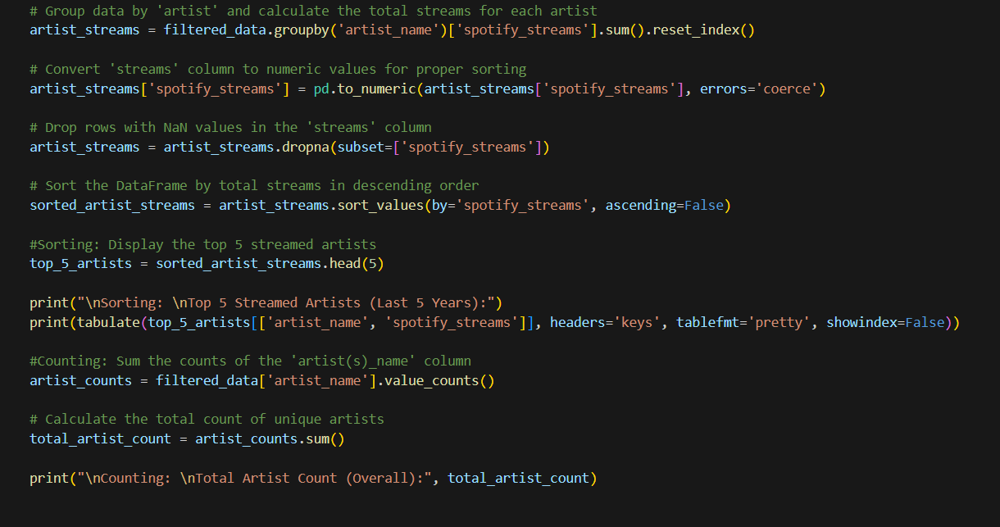 # Group data by 'artist' and calculate the total streams for each artist
artist_streams = filtered_data.groupby('artist_name')['spotify_streams'].sum().reset_index()
# Convert 'streams' column to numeric values for proper sorting
artist_streams['spotify_streams'] = pd.to_numeric(artist_streams['spotify_streams'], errors='coerce')
# Drop rows with NaN values in the 'streams' column
artist_streams = artist_streams.dropna(subset=['spotify_streams'])
# Sort the DataFrame by total streams in descending order
sorted_artist_streams = artist_streams.sort_values(by='spotify_streams', ascending=False)
#Sorting: Display the top 5 streamed artists
top_5_artists = sorted_artist_streams.head(5)
print("\nSorting: \nTop 5 Streamed Artists (Last 5 Years):")
print(tabulate(top_5_artists[['artist_name', 'spotify_streams']], headers='keys', tablefmt='pretty', showindex=False))
#Counting: Sum the counts of the 'artist(s)_name' column
artist_counts = filtered_data['artist_name'].value_counts()
# Calculate the total count of unique artists
total_artist_count = artist_counts.sum()
print("\nCounting: \nTotal Artist Count (Overall):", total_artist_count)